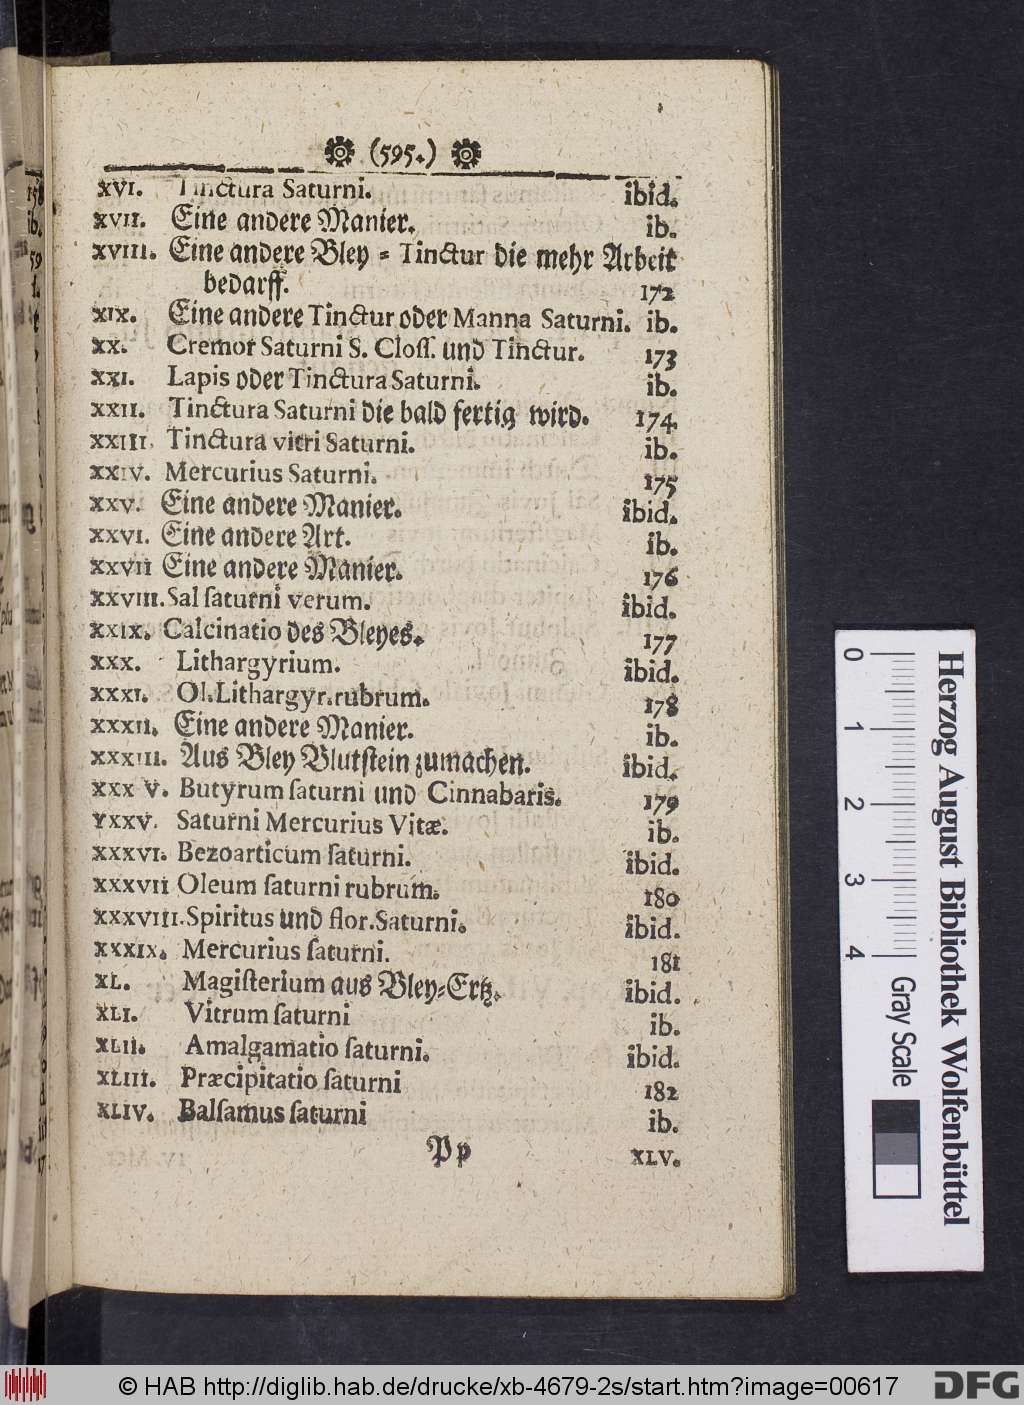 (595.)
XVI. Tinctura Saturni. ibid.
XVII. Eine andere Manier. ib.
XVIII. Eine andere Bley = Tinctur die mehr Arbeit
bedarff. 172
XIX. Eine andere Tinctur oder Manna Saturni. ib.
XX. Cremor Saturni S. Cloſſ. und Tinctur. 173
XXI. Lapis oder Tinctura Saturni. ib.
XXII. Tinctura Saturni die bald fertig wird. 174
XXIII. Tinctura vitri Saturni. ib.
XXIV. Mercurius Saturni. 175
XXV. Eine andere Manier. ibid.
XXVI. Eine andere Art. ib.
XXVII Eine andere Manier. 176
XXVIII. Sal ſaturni verum. ibid.
XXIX. Calcinatio des Bleyes. 177
XXX. Lithargyrium. ibid.
XXXI. Ol. Lithargyr. rubrum. 178
XXXII. Eine andere Manier. ib.
XXXIII. Aus Bley Blutſtein zumachen. ibid.
XXX V. Butyrum ſaturni und Cinnabaris. 179
XXXV. Saturni Mercurius Vitæ. ib.
XXXVI. Bezoarticum ſaturni. ibid.
XXXVII Oleum ſaturni rubrum. 180
XXXVIII. Spiritus und flor. Saturni. ibid.
XXXIX. Mercurius ſaturni. 181
XL. Magiſterium aus Bley=Ertz. ibid.
XLI. Vitrum ſaturni ib.
XLII. Amalgamatio ſaturni. ibid.
XLIII. Præcipitatio ſaturni 182
XLIV. Balſamus ſaturni ib.
Pp XLV.
0 1 2 3 4
Herzog August Bibliothek Wolfenbüttel
Gray Scale
© HAB http://diglib.hab.de/drucke/xb-4679-2s/start.htm?image=00617
DFG